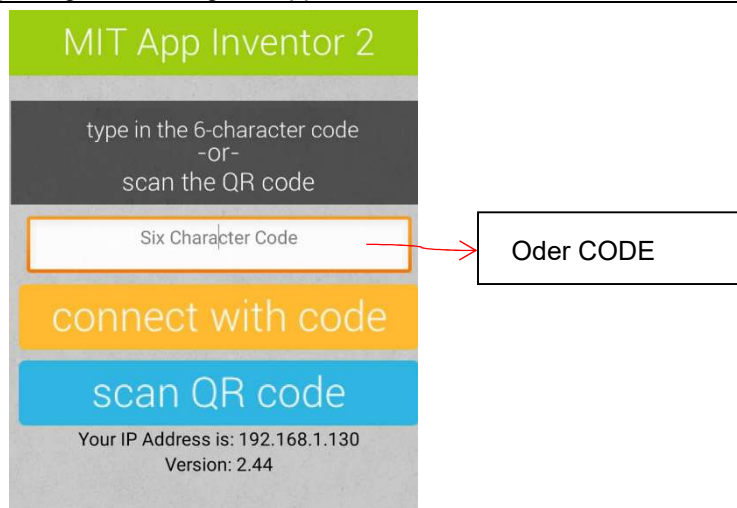 MIT App Inventor 2
type in the 6-character code
-or-
scan the QR code
Six Character Code
Oder CODE
connect with code
scan QR code
Your IP Address is: 192.168.1.130
Version: 2.44